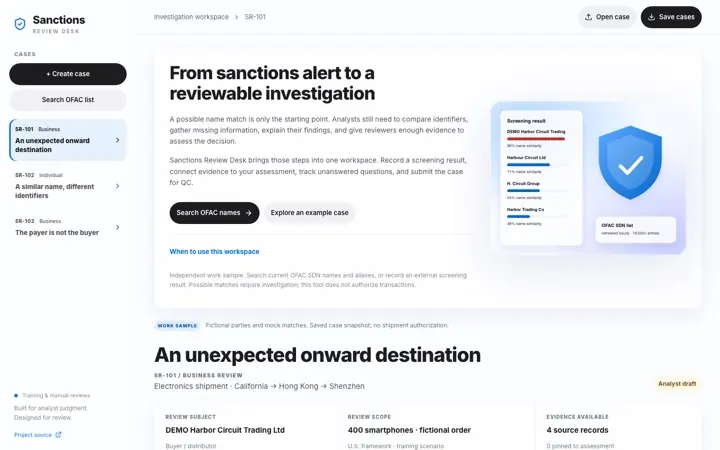 Sanctions
REVIEW DESK
CASES
+ Create case
Search OFAC list
SR-101 Business
An unexpected onward
destination
SR-102 Individual
A similar name, different
identifiers
SR-103 Business
The payer is not the buyer
Training & manual reviews
Built for analyst judgment.
Designed for review.
Project source
Investigation workspace > SR-101
Open case
Save cases
From sanctions alert to a
reviewable investigation
A possible name match is only the starting point. Analysts still need to compare identifiers,
gather missing information, explain their findings, and give reviewers enough evidence to
assess the decision.
Sanctions Review Desk brings those steps into one workspace. Record a screening result,
connect evidence to your assessment, track unanswered questions, and submit the case
for QC.
Search OFAC names →
Explore an example case
When to use this workspace
Independent work sample. Search current OFAC SDN names and aliases, or record an external screening
result. Possible matches require investigation; this tool does not authorize transactions.
Screening result
DEMO Harbor Circuit Trading
Harbour Circuit Ltd
71% name similarity
H. Circuit Group
Harbor Trading Co
OFAC SDN list
WORK SAMPLE Fictional parties and mock matches. Saved case snapshot; no shipment authorization.
An unexpected onward destination
SR-101 / BUSINESS REVIEW
Electronics shipment · California → Hong Kong → Shenzhen
Analyst draft
REVIEW SUBJECT
DEMO Harbor Circuit Trading Ltd
Buyer / distributor
REVIEW SCOPE
400 smartphones · fictional order
U.S. framework · training scenario
EVIDENCE AVAILABLE
4 source records
0 pinned to assessment